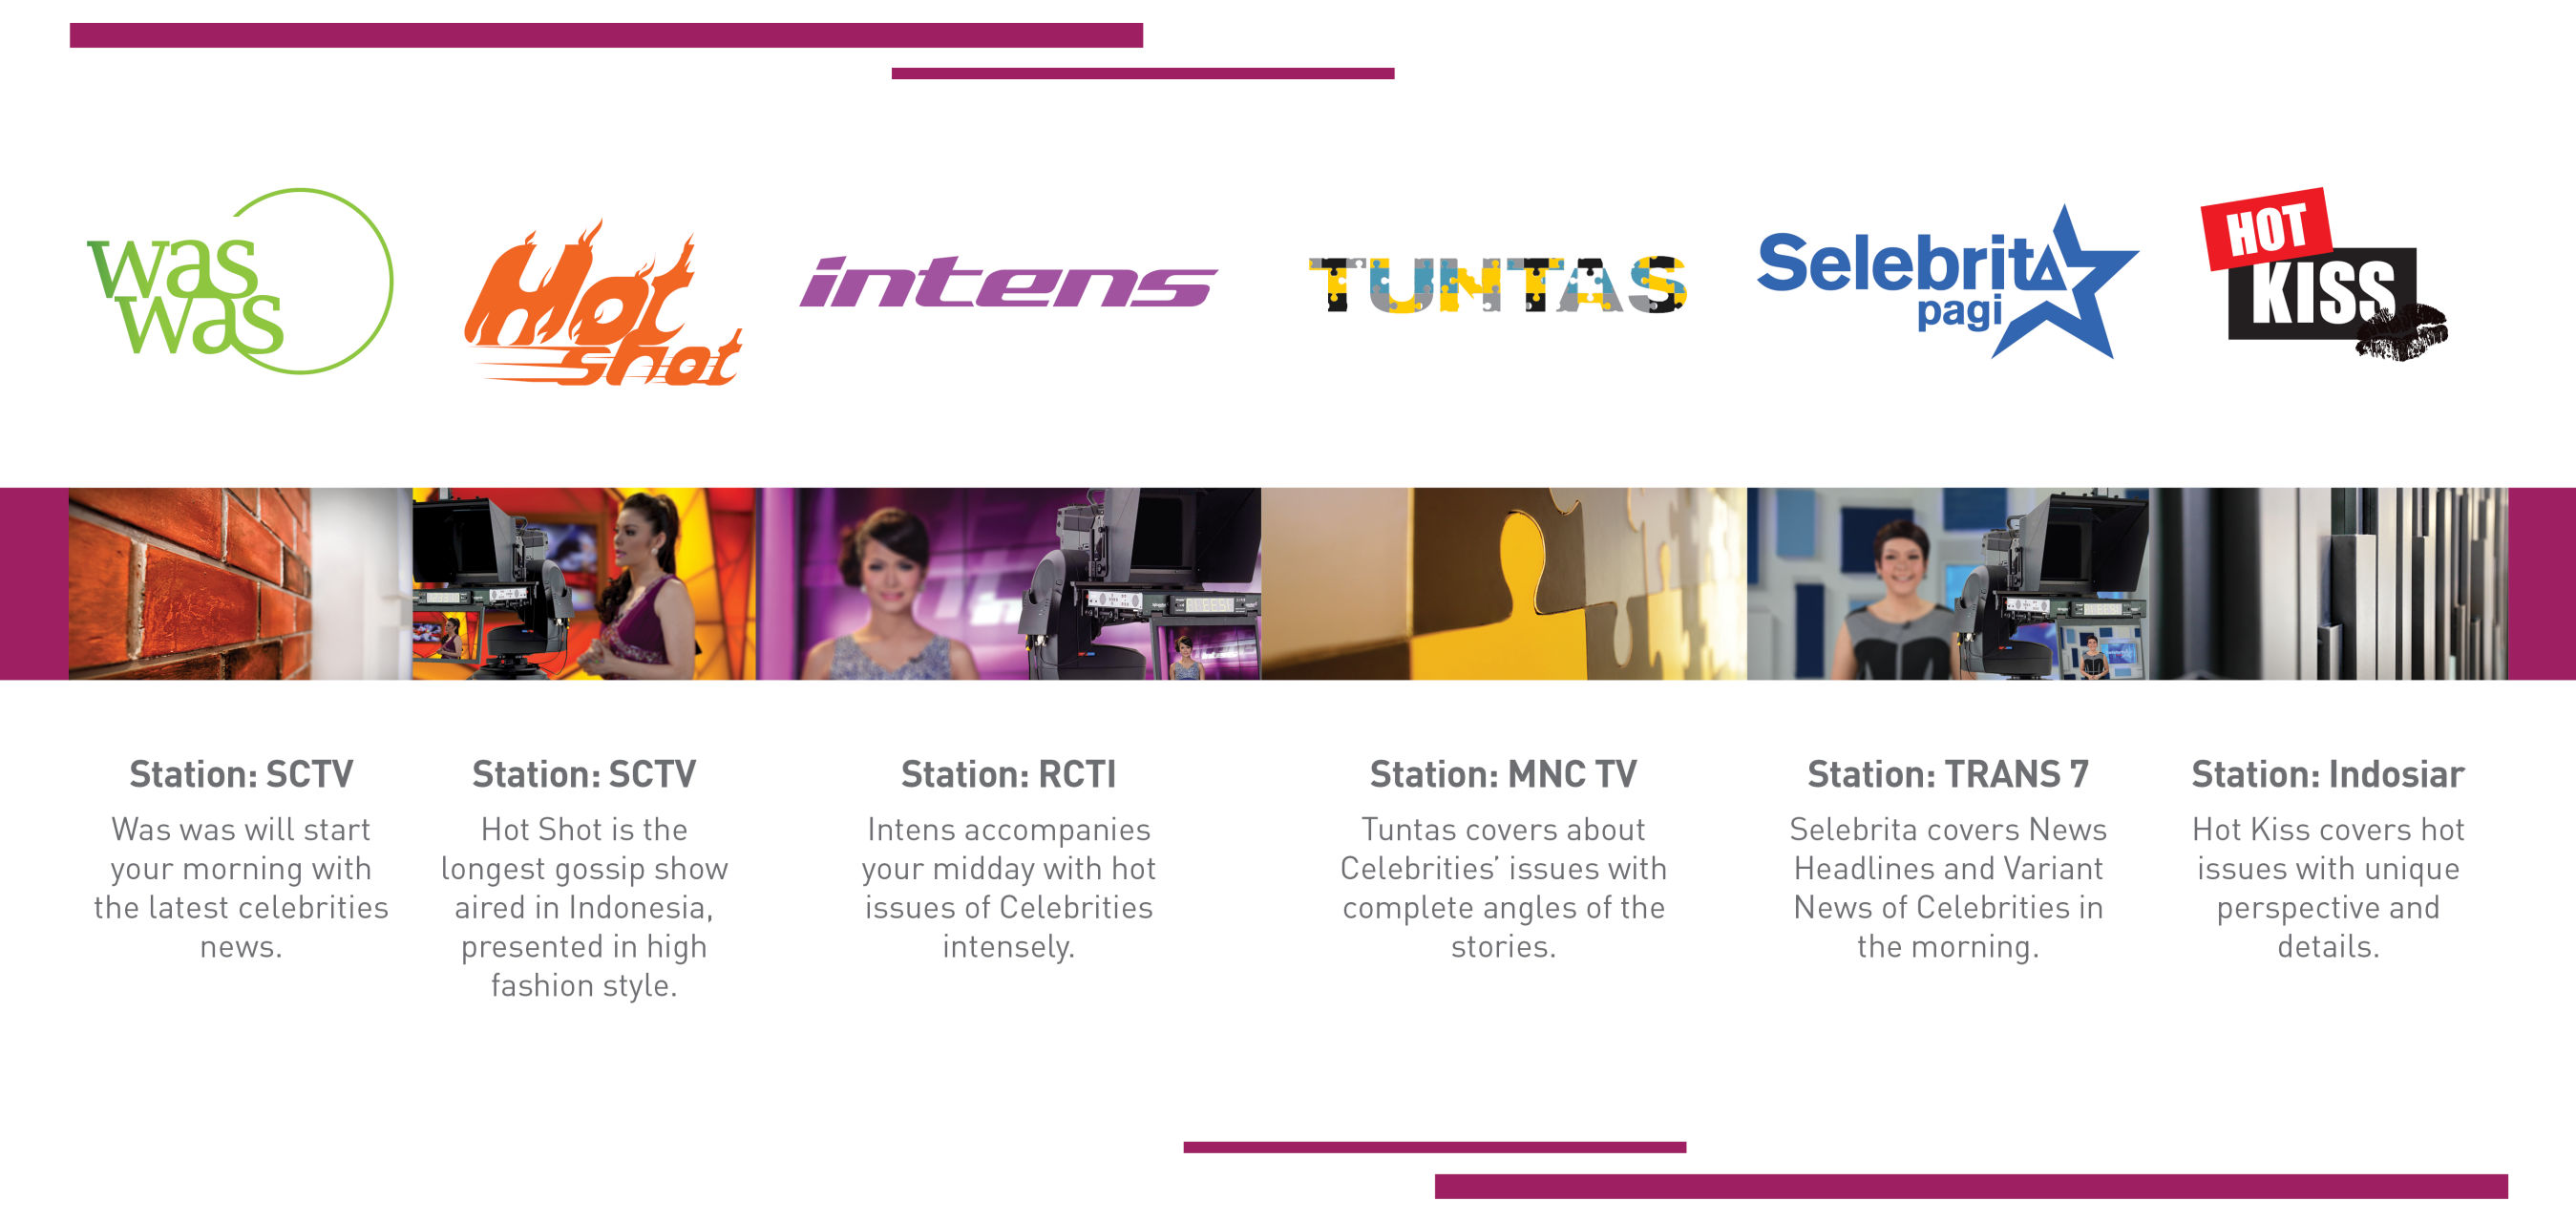 was
was
Hot
shot
intens
TUNTAS
Selebrita
pagi
HOT
KISS
Station: SCTV
Was was will start
your morning with
the latest celebrities
news.
Station: SCTV
Hot Shot is the
longest gossip show
aired in Indonesia,
presented in high
fashion style.
Station: RCTI
Intens accompanies
your midday with hot
issues of Celebrities
intensely.
Station: MNC TV
Tuntas covers about
Celebrities’ issues with
complete angles of the
stories.
Station: TRANS 7
Selebrita covers News
Headlines and Variant
News of Celebrities in
the morning.
Station: Indosiar
Hot Kiss covers hot
issues with unique
perspective and
details.